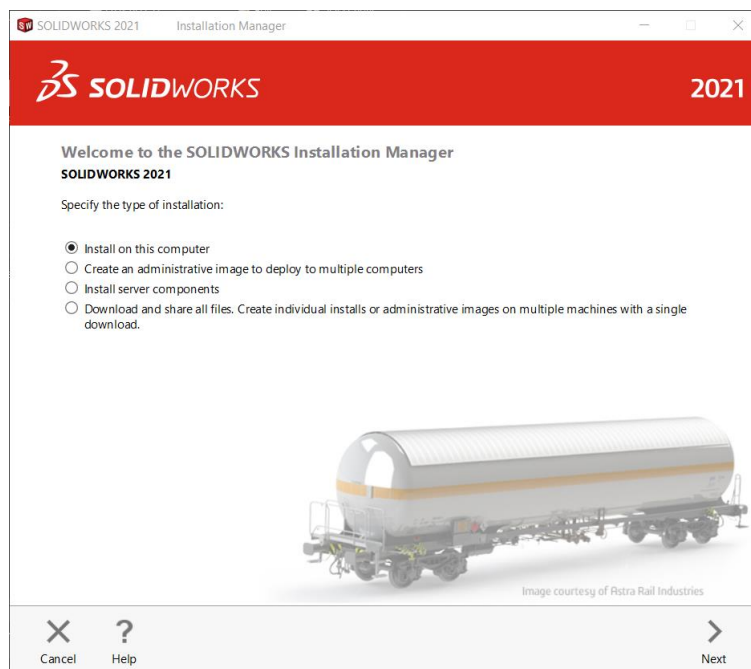 SOLIDWORKS 2021 Installation Manager
SOLIDWORKS 2021
Welcome to the SOLIDWORKS Installation Manager
SOLIDWORKS 2021
Specify the type of installation:
Install on this computer
Create an administrative image to deploy to multiple computers
Install server components
Download and share all files. Create individual installs or administrative images on multiple machines with a single
download.
Image courtesy of Astra Rail Industries
Cancel Help Next